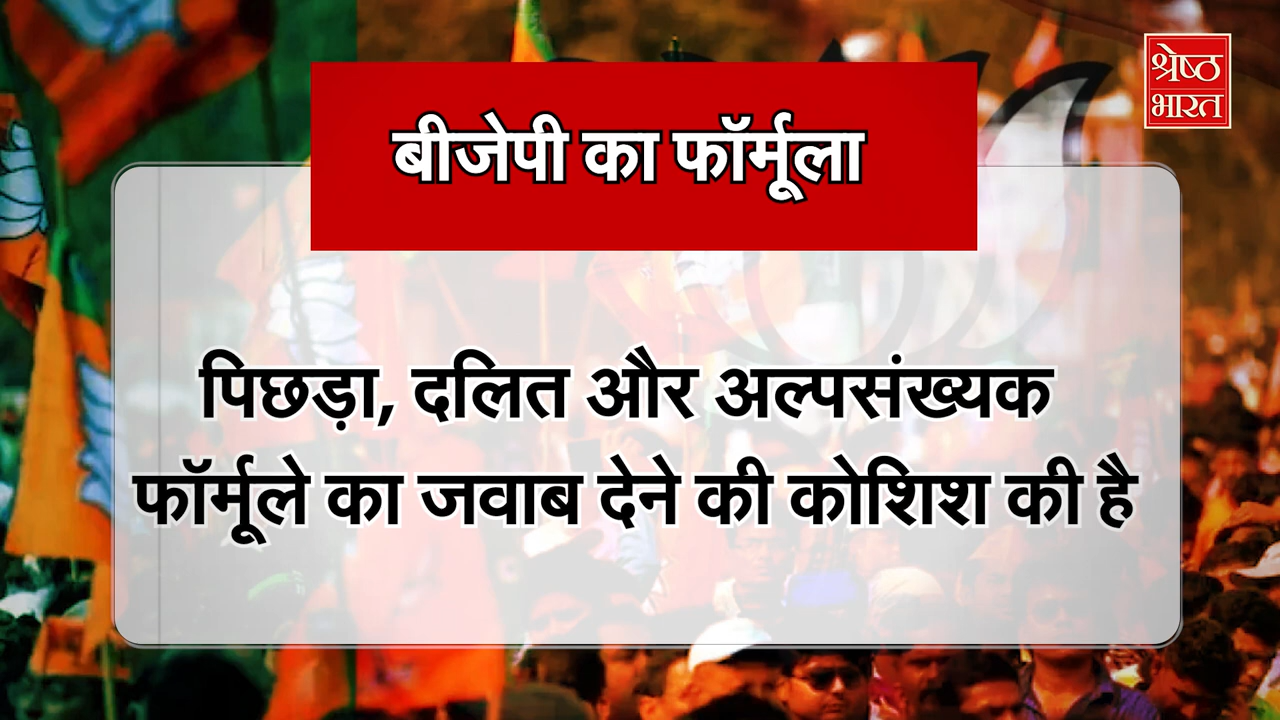 श्रेष्ठ
भारत
बीजेपी का फॉर्मूला
पिछड़ा, दलित और अल्पसंख्यक
फॉर्मूले का जवाब देने की कोशिश की है